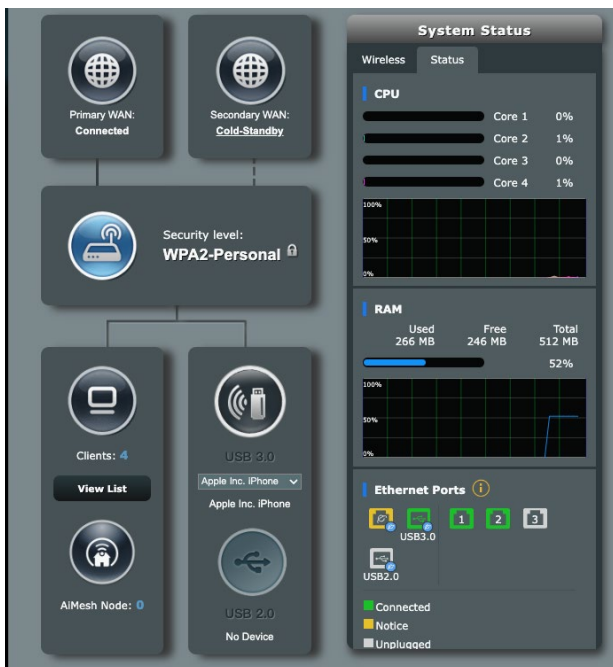 Primary WAN:
Connected
Secondary WAN:
Cold-Standby
Security level:
WPA2-Personal
Clients: 4
View List
AiMesh Node: 0
USB 3.0
Apple Inc. iPhone
Apple Inc. iPhone
USB 2.0
No Device
System Status
Wireless Status
CPU
Core 1 0%
Core 2 1%
Core 3 0%
Core 4 1%
100%
50%
0%
RAM
Used Free Total
266 MB 246 MB 512 MB
52%
100%
50%
0%
Ethernet Ports i
1 2 3
USB3.0
USB2.0
Connected
Notice
Unplugged